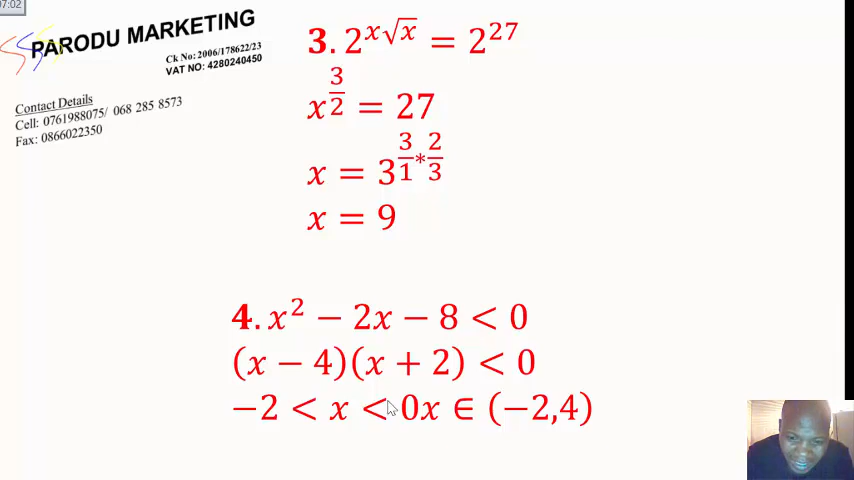 17:02
PARODU MARKETING
Ck No: 2006/178622/23
VAT NO: 4280240450
Contact Details
Cell: 0761988075/ 068 285 8573
Fax: 0866022350
3. 2^{x√x} = 2^{27}
x^{3/2} = 27
x = 3^{3/1*2/3}
x = 9
4. x² − 2x − 8 < 0
(x − 4)(x + 2) < 0
−2 < x < 0x ∈ (−2,4)